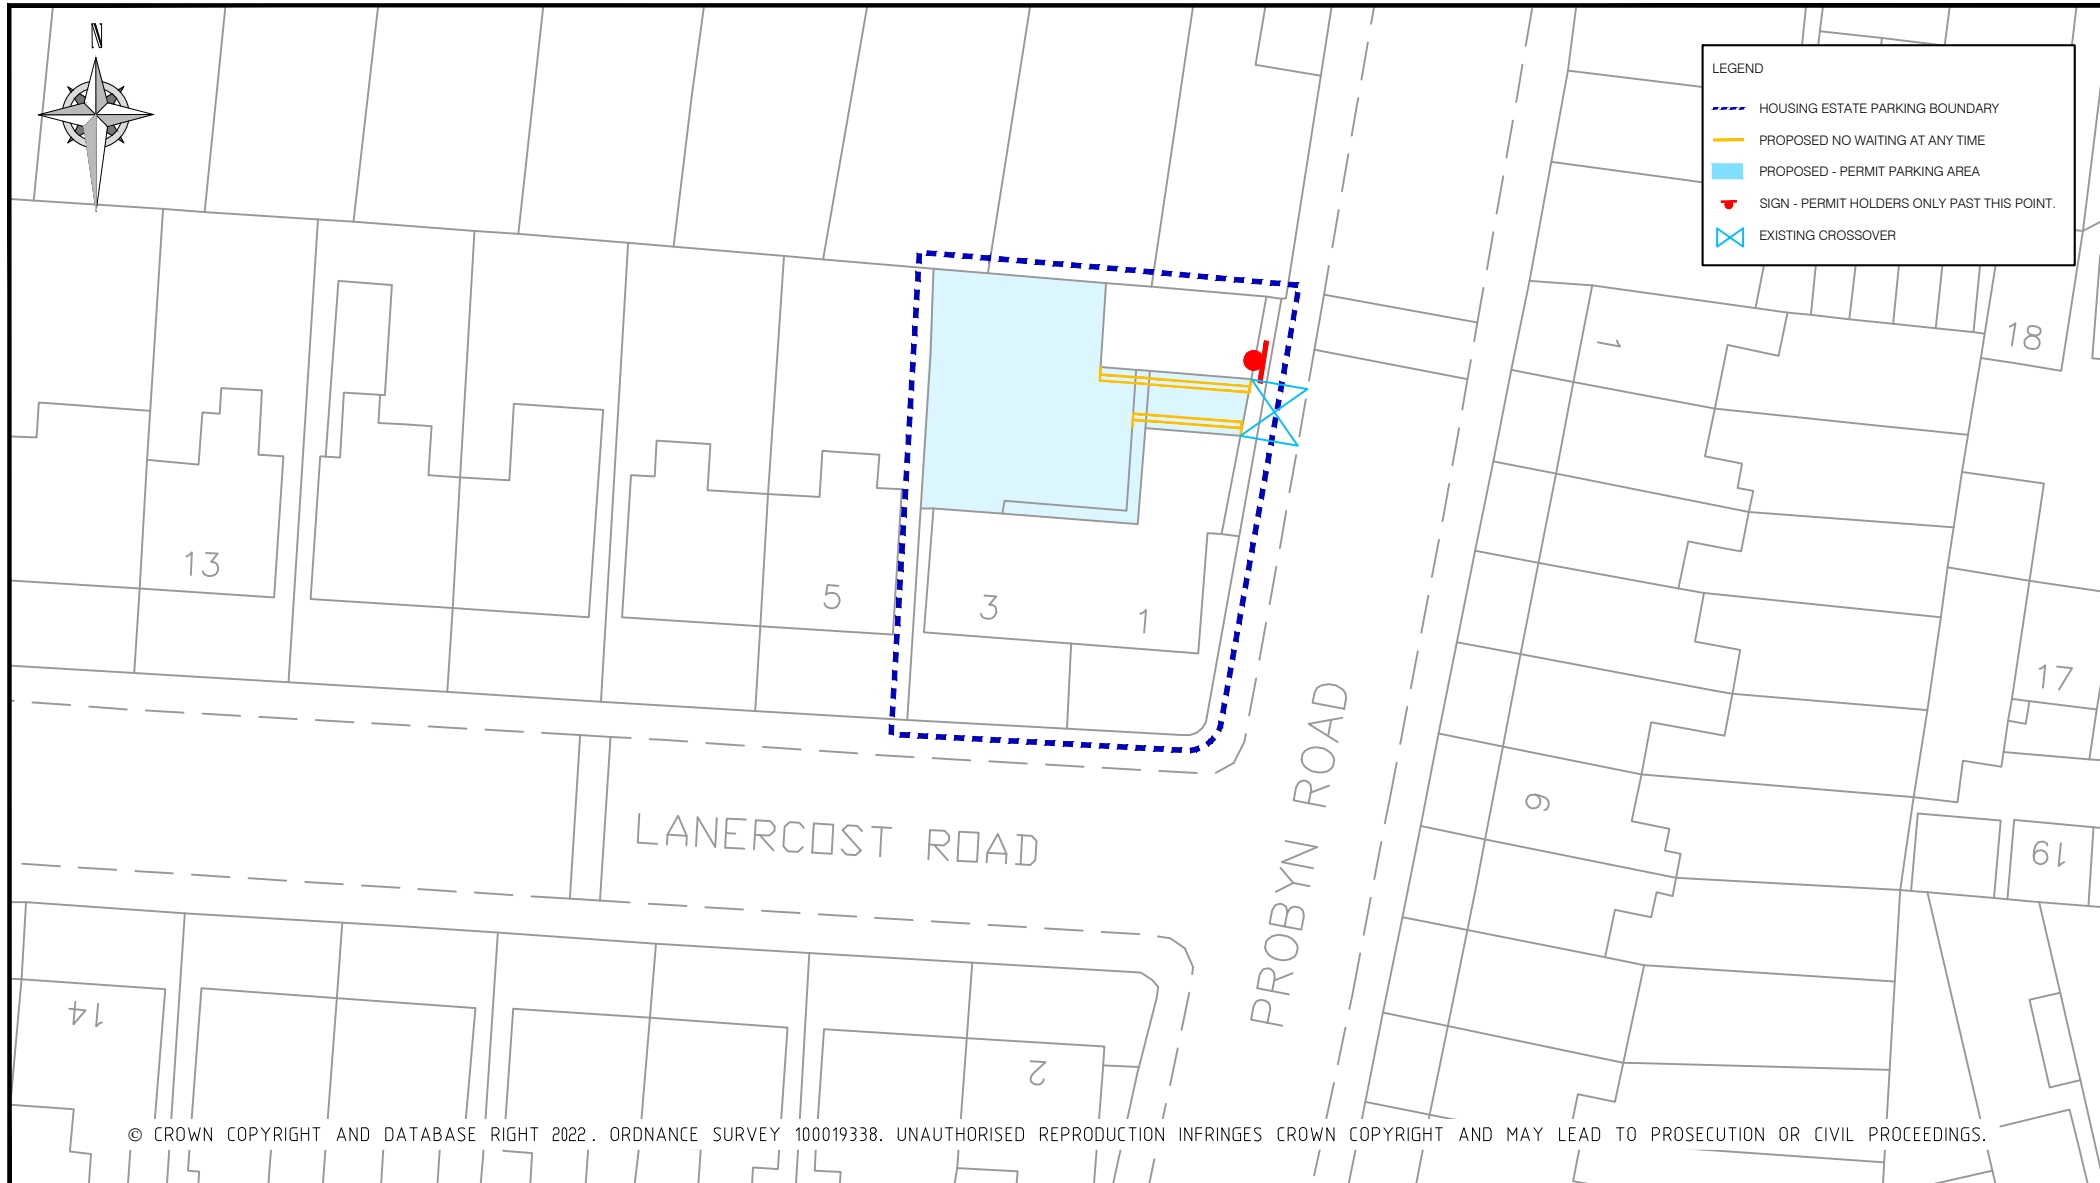 N
LEGEND
HOUSING ESTATE PARKING BOUNDARY
PROPOSED NO WAITING AT ANY TIME
PROPOSED - PERMIT PARKING AREA
SIGN - PERMIT HOLDERS ONLY PAST THIS POINT.
EXISTING CROSSOVER
18
1
13
5
3
1
17
9
19
LANERCOST ROAD
PROBYN ROAD
14
2
© CROWN COPYRIGHT AND DATABASE RIGHT 2022. ORDNANCE SURVEY 100019338. UNAUTHORISED REPRODUCTION INFRINGES CROWN COPYRIGHT AND MAY LEAD TO PROSECUTION OR CIVIL PROCEEDINGS.